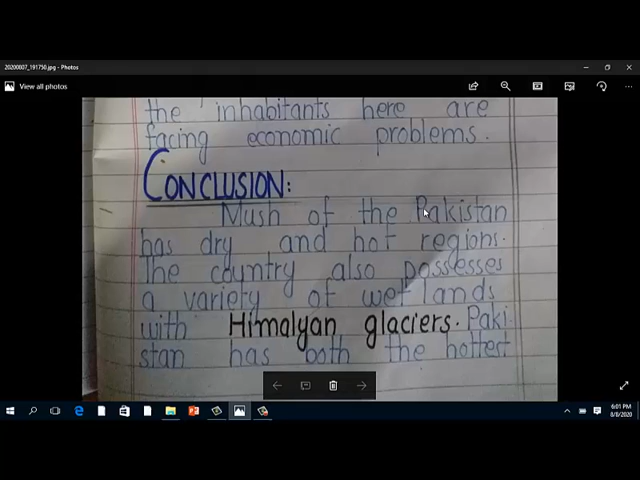 20200807_191750.jpg - Photos
View all photos
the inhabitants here are
facing economic problems.
CONCLUSION:
Mush of the Pakistan
has dry and hot regions.
The country also possesses
a variety of wet lands
with Himalyan glaciers. Paki-
stan has both the hottest
6:01 PM
8/8/2020